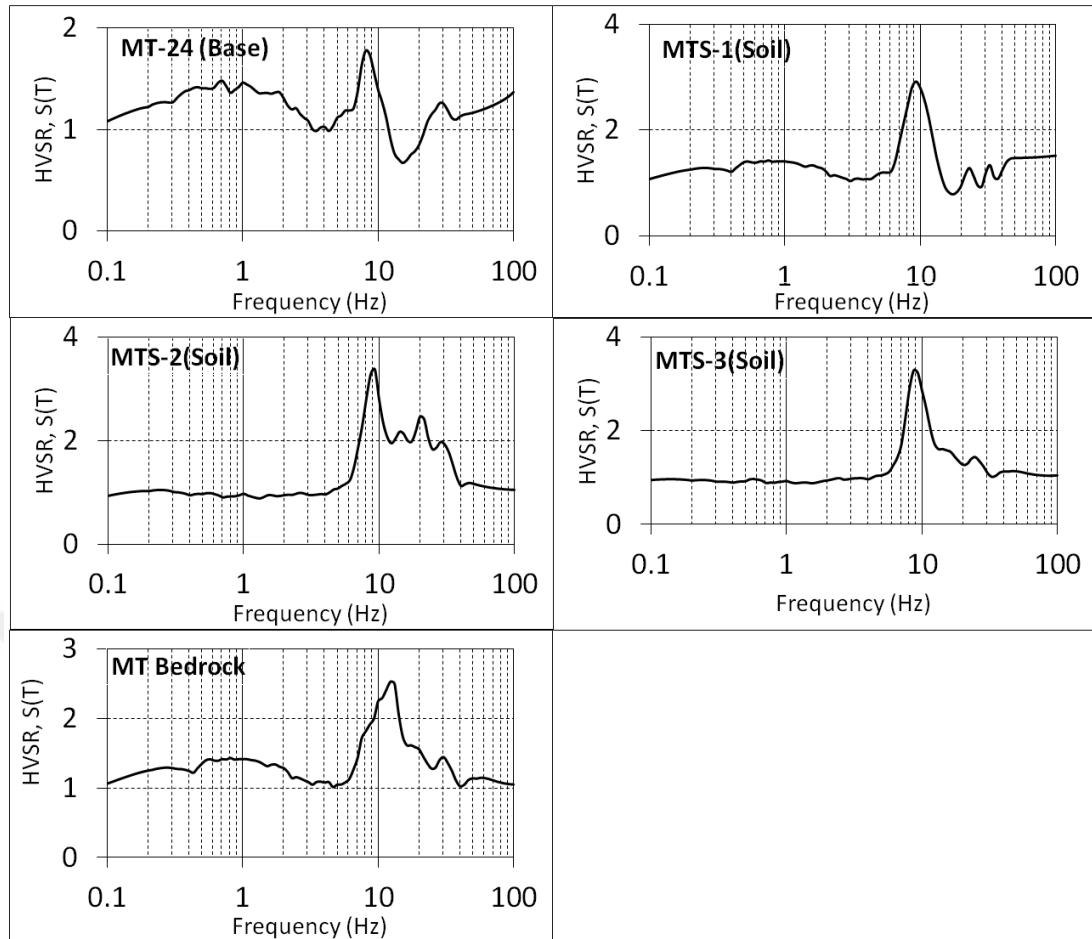 MT-24 (Base)
HVSR, S(T)
2
1
0
0.1 1 10 100
Frequency (Hz)
MTS-1(Soil)
HVSR, S(T)
4
2
0
0.1 1 10 100
Frequency (Hz)
MTS-2(Soil)
HVSR, S(T)
4
2
0
0.1 1 10 100
Frequency (Hz)
MTS-3(Soil)
HVSR, S(T)
4
2
0
0.1 1 10 100
Frequency (Hz)
MT Bedrock
HVSR, S(T)
3
2
1
0
0.1 1 10 100
Frequency (Hz)